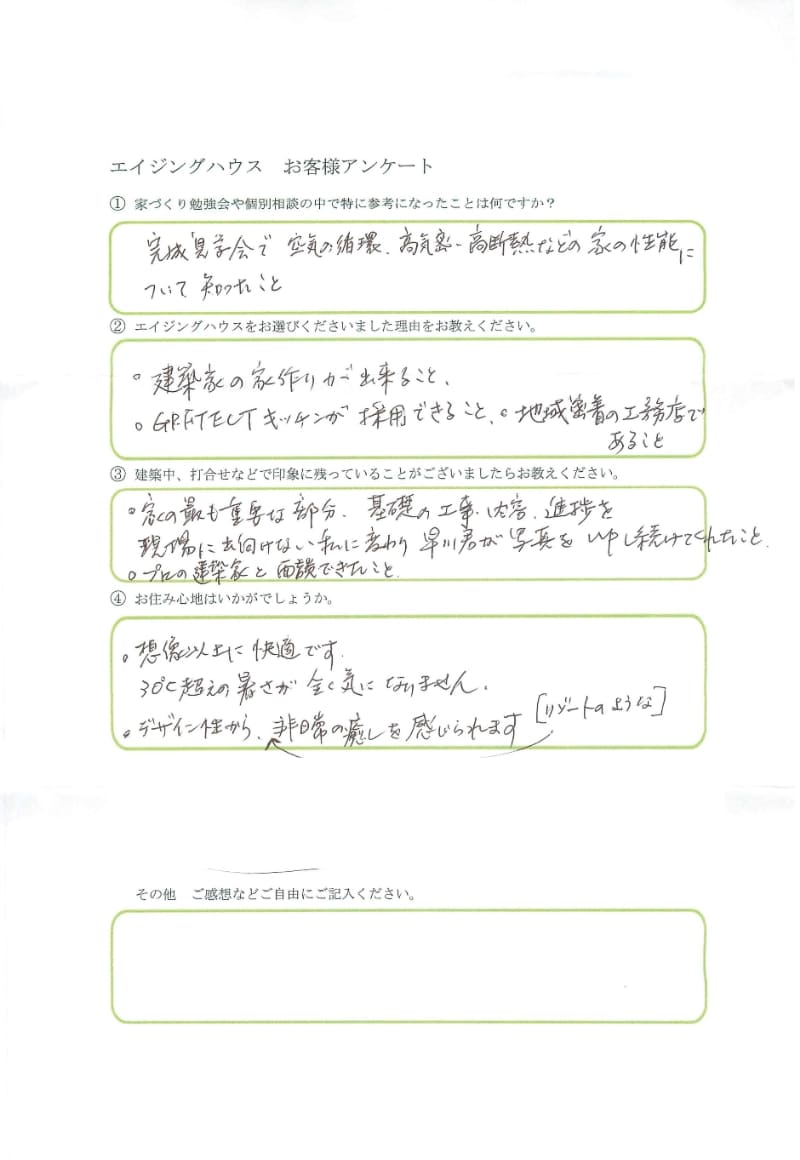 エイジングハウス　お客様アンケート
① 家づくり勉強会や個別相談の中で特に参考になったことは何ですか？
完成見学会で 空気の循環、高気密・高断熱などの家の性能に
ついて知ったこと
② エイジングハウスをお選びくださいました理由をお教えください。
◦ 建築家の家作りが出来ること、
◦ GRAFTEKTキッチンが採用できること、◦ 地域密着の工務店で
あること
③ 建築中、打合せなどで印象に残っていることがございましたらお教えください。
◦家の最も重要な部分、基礎の工事内容、進捗を
現場に出向けない私に変わり 早川君が写真を UPし続けてくれたこと、
◦プロの建築家と面談できたこと、
④ お住み心地はいかがでしょうか。
◦想像以上に快適です。
30℃超えの暑さが 全く気になりません。
◦デザイン性から、非日常の癒しを感じられます [リゾートのような]
その他　ご感想などご自由にご記入ください。